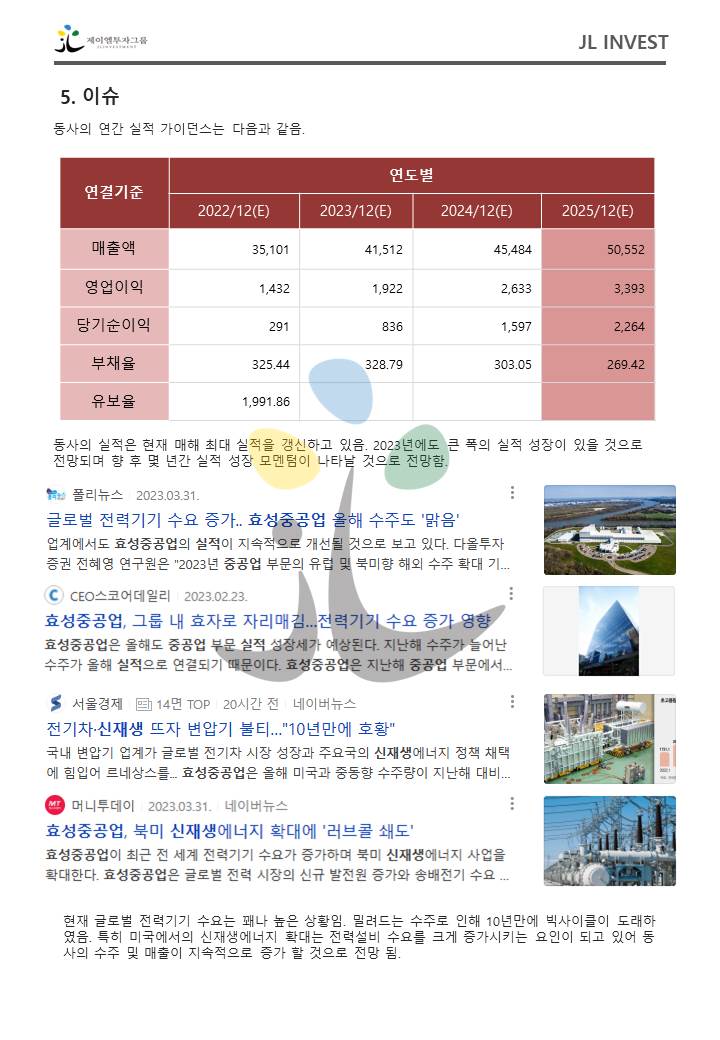 제이엘투자그룹
JL INVESTMENT
JL INVEST
5. 이슈
동사의 연간 실적 가이던스는 다음과 같음.
연결기준 연도별
2022/12(E) 2023/12(E) 2024/12(E) 2025/12(E)
매출액 35,101 41,512 45,484 50,552
영업이익 1,432 1,922 2,633 3,393
당기순이익 291 836 1,597 2,264
부채율 325.44 328.79 303.05 269.42
유보율 1,991.86
동사의 실적은 현재 매해 최대 실적을 갱신하고 있음. 2023년에도 큰 폭의 실적 성장이 있을 것으로
전망되며 향 후 몇 년간 실적 성장 모멘텀이 나타날 것으로 전망함.
폴리뉴스 2023.03.31.
글로벌 전력기기 수요 증가.. 효성중공업 올해 수주도 '맑음'
업계에서도 효성중공업의 실적이 지속적으로 개선될 것으로 보고 있다. 다올투자
증권 전혜영 연구원은 "2023년 중공업 부문의 유럽 및 북미향 해외 수주 확대 기...
CEO스코어데일리 2023.02.23.
효성중공업, 그룹 내 효자로 자리매김...전력기기 수요 증가 영향
효성중공업은 올해도 중공업 부문 실적 성장세가 예상된다. 지난해 수주가 늘어난
수주가 올해 실적으로 연결되기 때문이다. 효성중공업은 지난해 중공업 부문에서...
서울경제 14면 TOP 20시간 전 네이버뉴스
전기차·신재생 뜨자 변압기 불티..."10년만에 호황"
국내 변압기 업계가 글로벌 전기차 시장 성장과 주요국의 신재생에너지 정책 채택
에 힘입어 르네상스를... 효성중공업은 올해 미국과 중동향 수주량이 지난해 대비...
MT 머니투데이 2023.03.31. 네이버뉴스
효성중공업, 북미 신재생에너지 확대에 '러브콜 쇄도'
효성중공업이 최근 전 세계 전력기기 수요가 증가하며 북미 신재생에너지 사업을
확대한다. 효성중공업은 글로벌 전력 시장의 신규 발전원 증가와 송배전기 수요 ...
현재 글로벌 전력기기 수요는 꽤나 높은 상황임. 밀려드는 수주로 인해 10년만에 빅사이클이 도래하
였음. 특히 미국에서의 신재생에너지 확대는 전력설비 수요를 크게 증가시키는 요인이 되고 있어 동
사의 수주 및 매출이 지속적으로 증가 할 것으로 전망 됨.